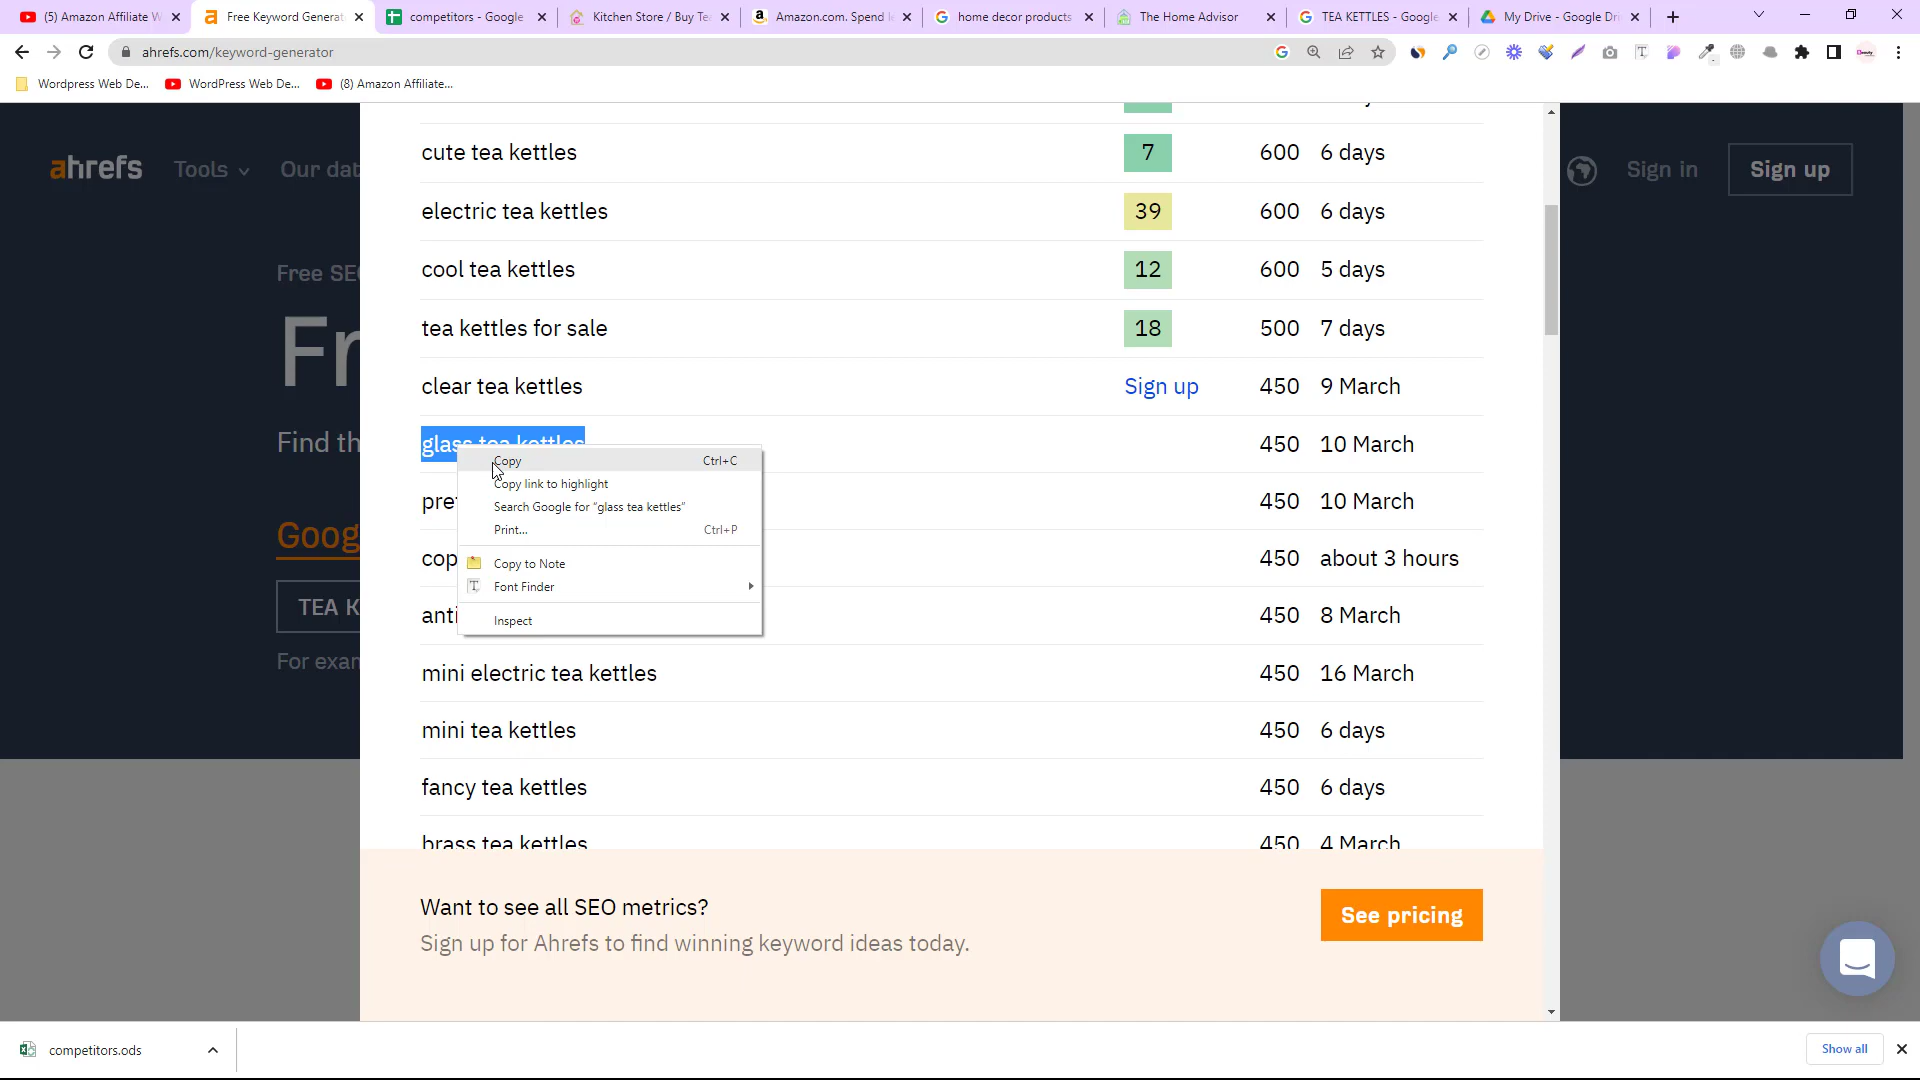 (5) Amazon Affiliate W
Free Keyword Generat
competitors - Google
Kitchen Store / Buy Te
Amazon.com. Spend l
home decor products
The Home Advisor
TEA KETTLES - Google
My Drive - Google Dri
ahrefs.com/keyword-generator
Wordpress Web De...
WordPress Web De...
(8) Amazon Affiliate...
ahrefs
Tools
Our dat
Sign in
Sign up
cute tea kettles 7 600 6 days
electric tea kettles 39 600 6 days
Free SE
cool tea kettles 12 600 5 days
tea kettles for sale 18 500 7 days
Fr
clear tea kettles Sign up 450 9 March
Find th
glass tea kettles 450 10 March
Copy Ctrl+C
Copy link to highlight
Search Google for "glass tea kettles"
Print... Ctrl+P
Copy to Note
Font Finder
Inspect
pre 450 10 March
Goog
cop 450 about 3 hours
TEA K
anti 450 8 March
For exan
mini electric tea kettles 450 16 March
mini tea kettles 450 6 days
fancy tea kettles 450 6 days
brass tea kettles 450 4 March
Want to see all SEO metrics?
Sign up for Ahrefs to find winning keyword ideas today.
See pricing
competitors.ods
Show all